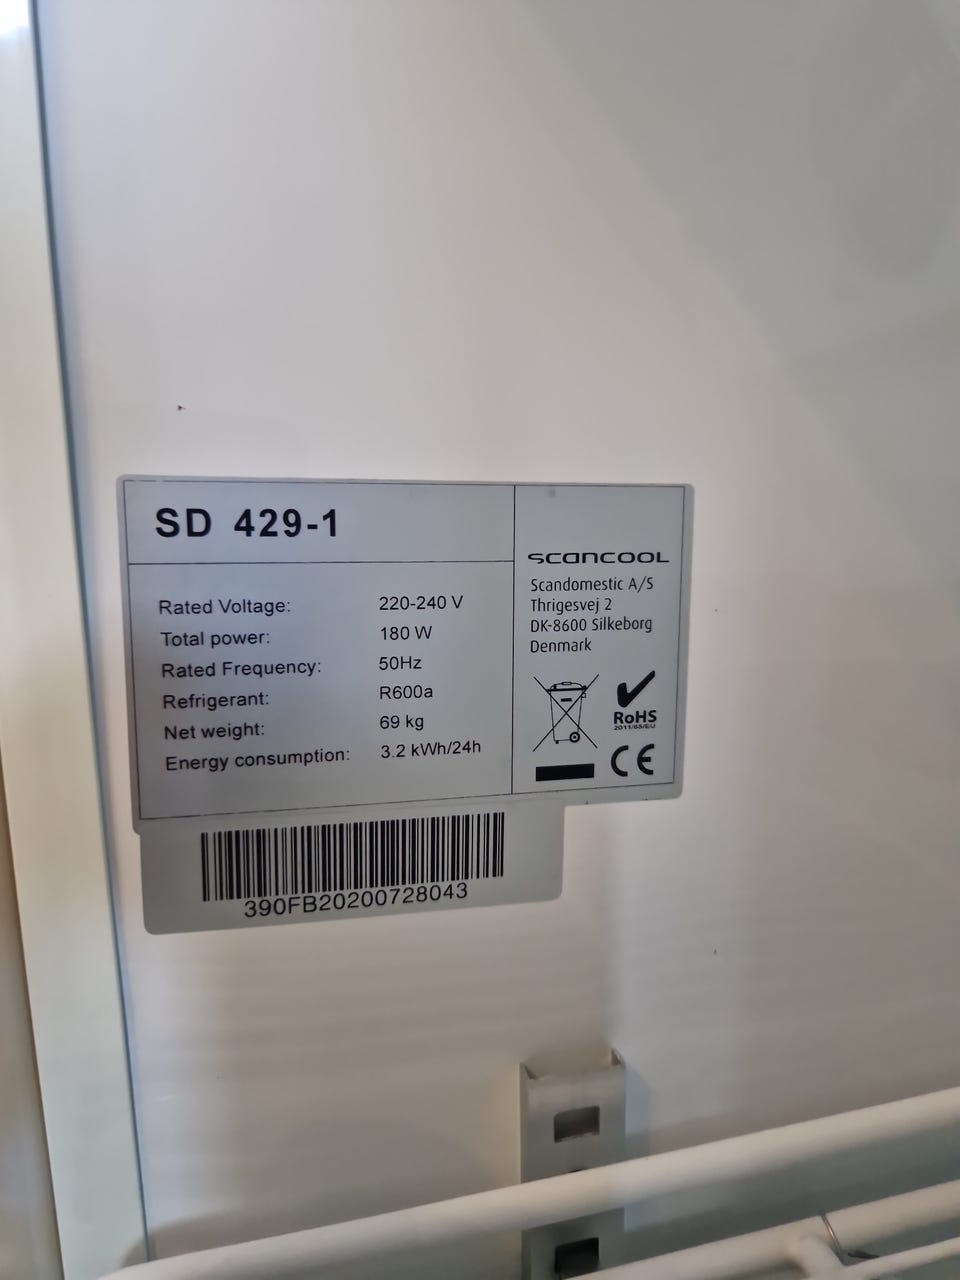 SD 429-1
Rated Voltage: 220-240 V
Total power: 180 W
Rated Frequency: 50Hz
Refrigerant: R600a
Net weight: 69 kg
Energy consumption: 3.2 kWh/24h
SCANCOOL
Scandomestic A/S
Thrigesvej 2
DK-8600 Silkeborg
Denmark
RoHS
2011/65/EU
CE
390FB20200728043